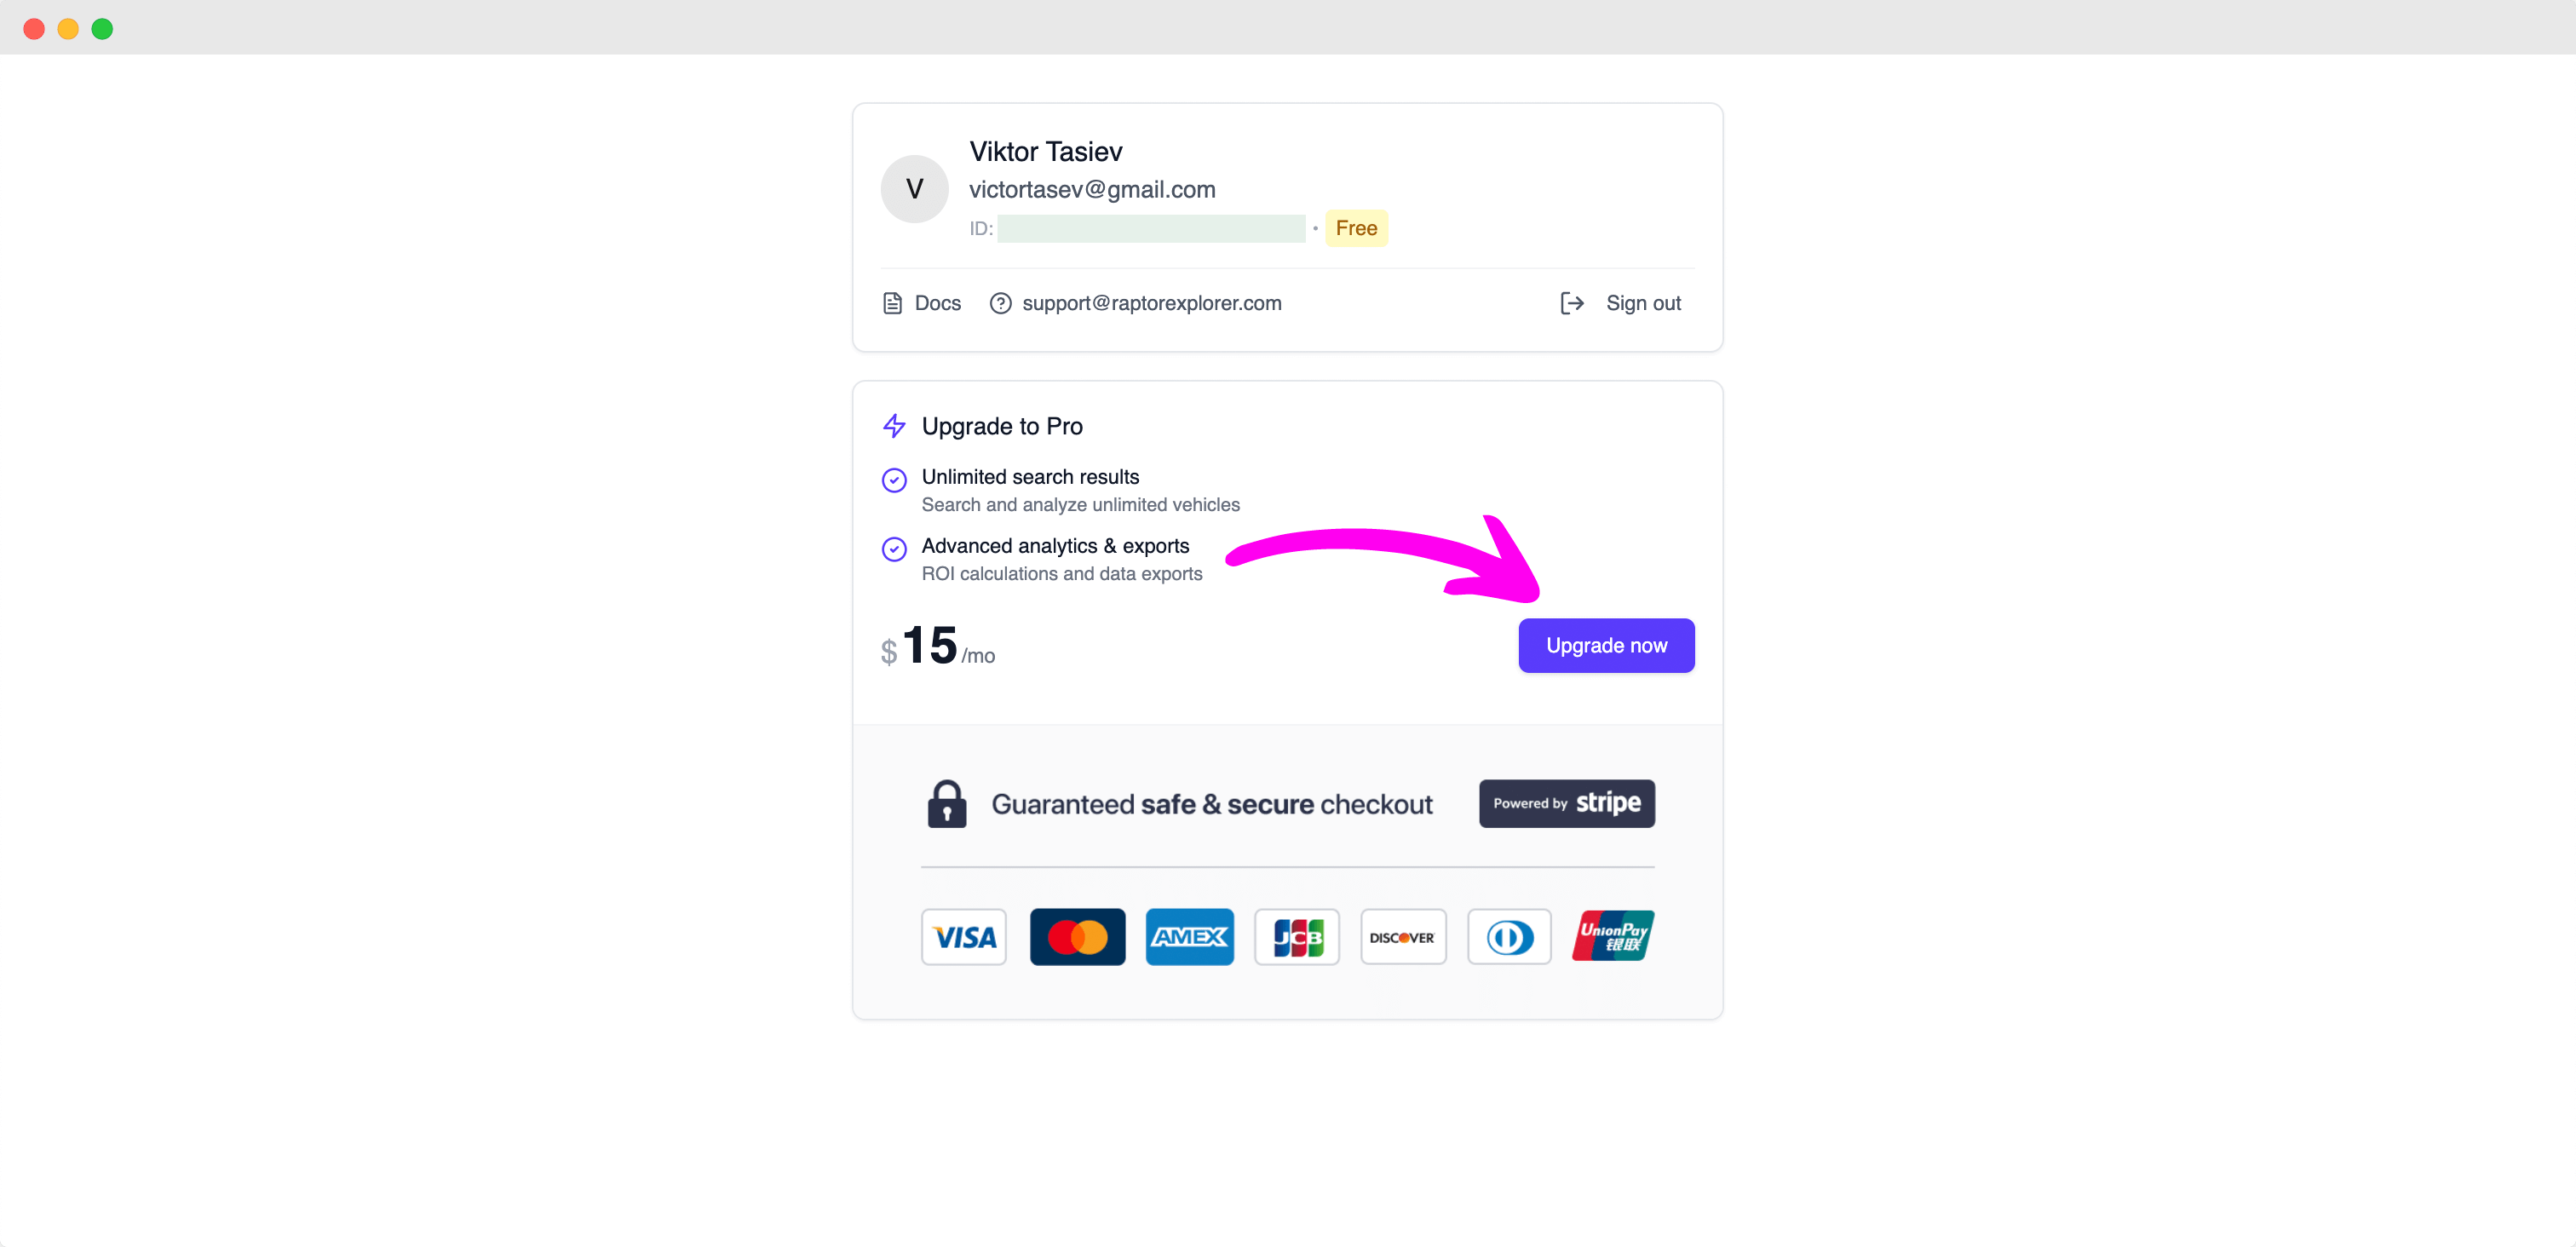 V
Viktor Tasiev
victortasev@gmail.com
ID: • Free
Docs support@raptorexplorer.com Sign out
Upgrade to Pro
Unlimited search results
Search and analyze unlimited vehicles
Advanced analytics & exports
ROI calculations and data exports
$15/mo
Upgrade now
Guaranteed safe & secure checkout
Powered by stripe
VISA AMEX JCB DISCOVER UnionPay
银联